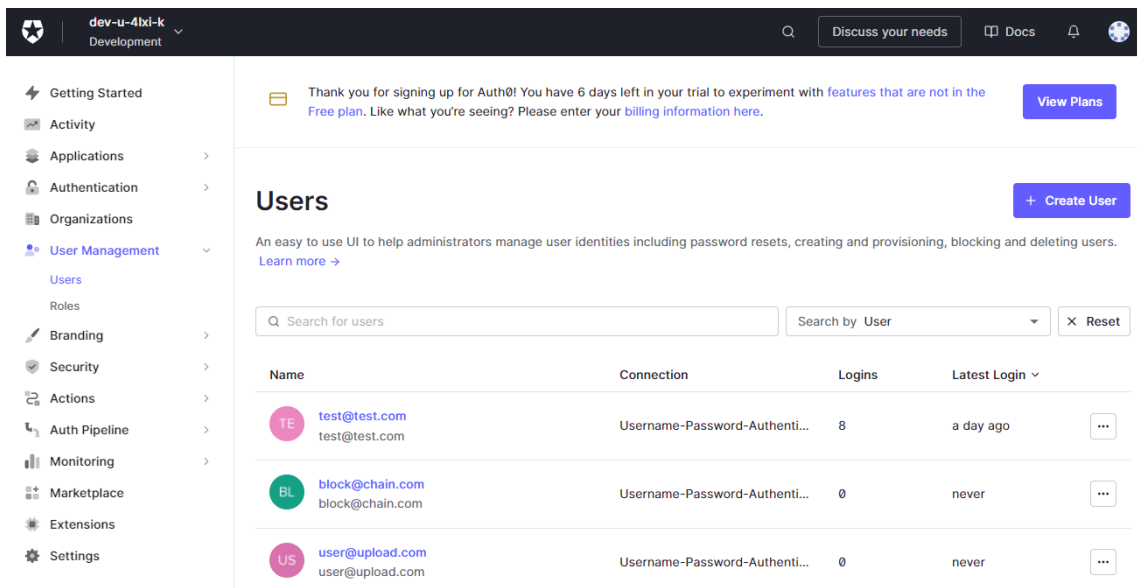 dev-u-4lxi-k
Development
Discuss your needs
Docs
Getting Started
Activity
Applications
Authentication
Organizations
User Management
Users
Roles
Branding
Security
Actions
Auth Pipeline
Monitoring
Marketplace
Extensions
Settings
Thank you for signing up for Auth0! You have 6 days left in your trial to experiment with features that are not in the
Free plan. Like what you're seeing? Please enter your billing information here.
View Plans
Users
+ Create User
An easy to use UI to help administrators manage user identities including password resets, creating and provisioning, blocking and deleting users.
Learn more →
Search for users
Search by User
× Reset
Name Connection Logins Latest Login
TE test@test.com
test@test.com
Username-Password-Authenti... 8 a day ago ...
BL block@chain.com
block@chain.com
Username-Password-Authenti... 0 never ...
US user@upload.com
user@upload.com
Username-Password-Authenti... 0 never ...